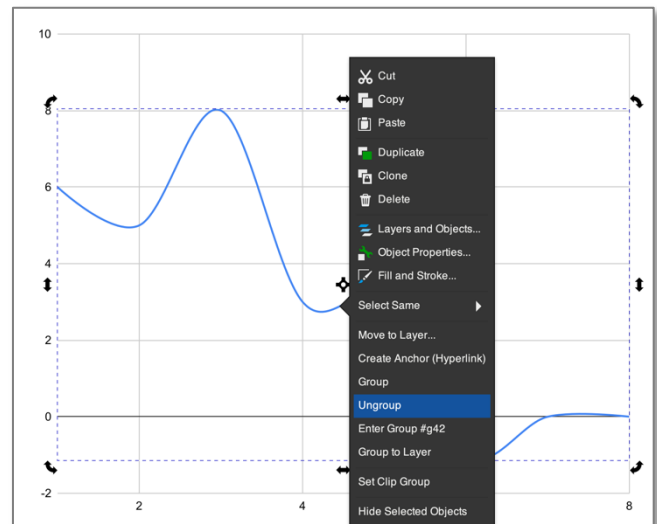 10
8
6
4
2
0
-2
2
4
8
Cut
Copy
Paste
Duplicate
Clone
Delete
Layers and Objects...
Object Properties...
Fill and Stroke...
Select Same
Move to Layer...
Create Anchor (Hyperlink)
Group
Ungroup
Enter Group #g42
Group to Layer
Set Clip Group
Hide Selected Objects